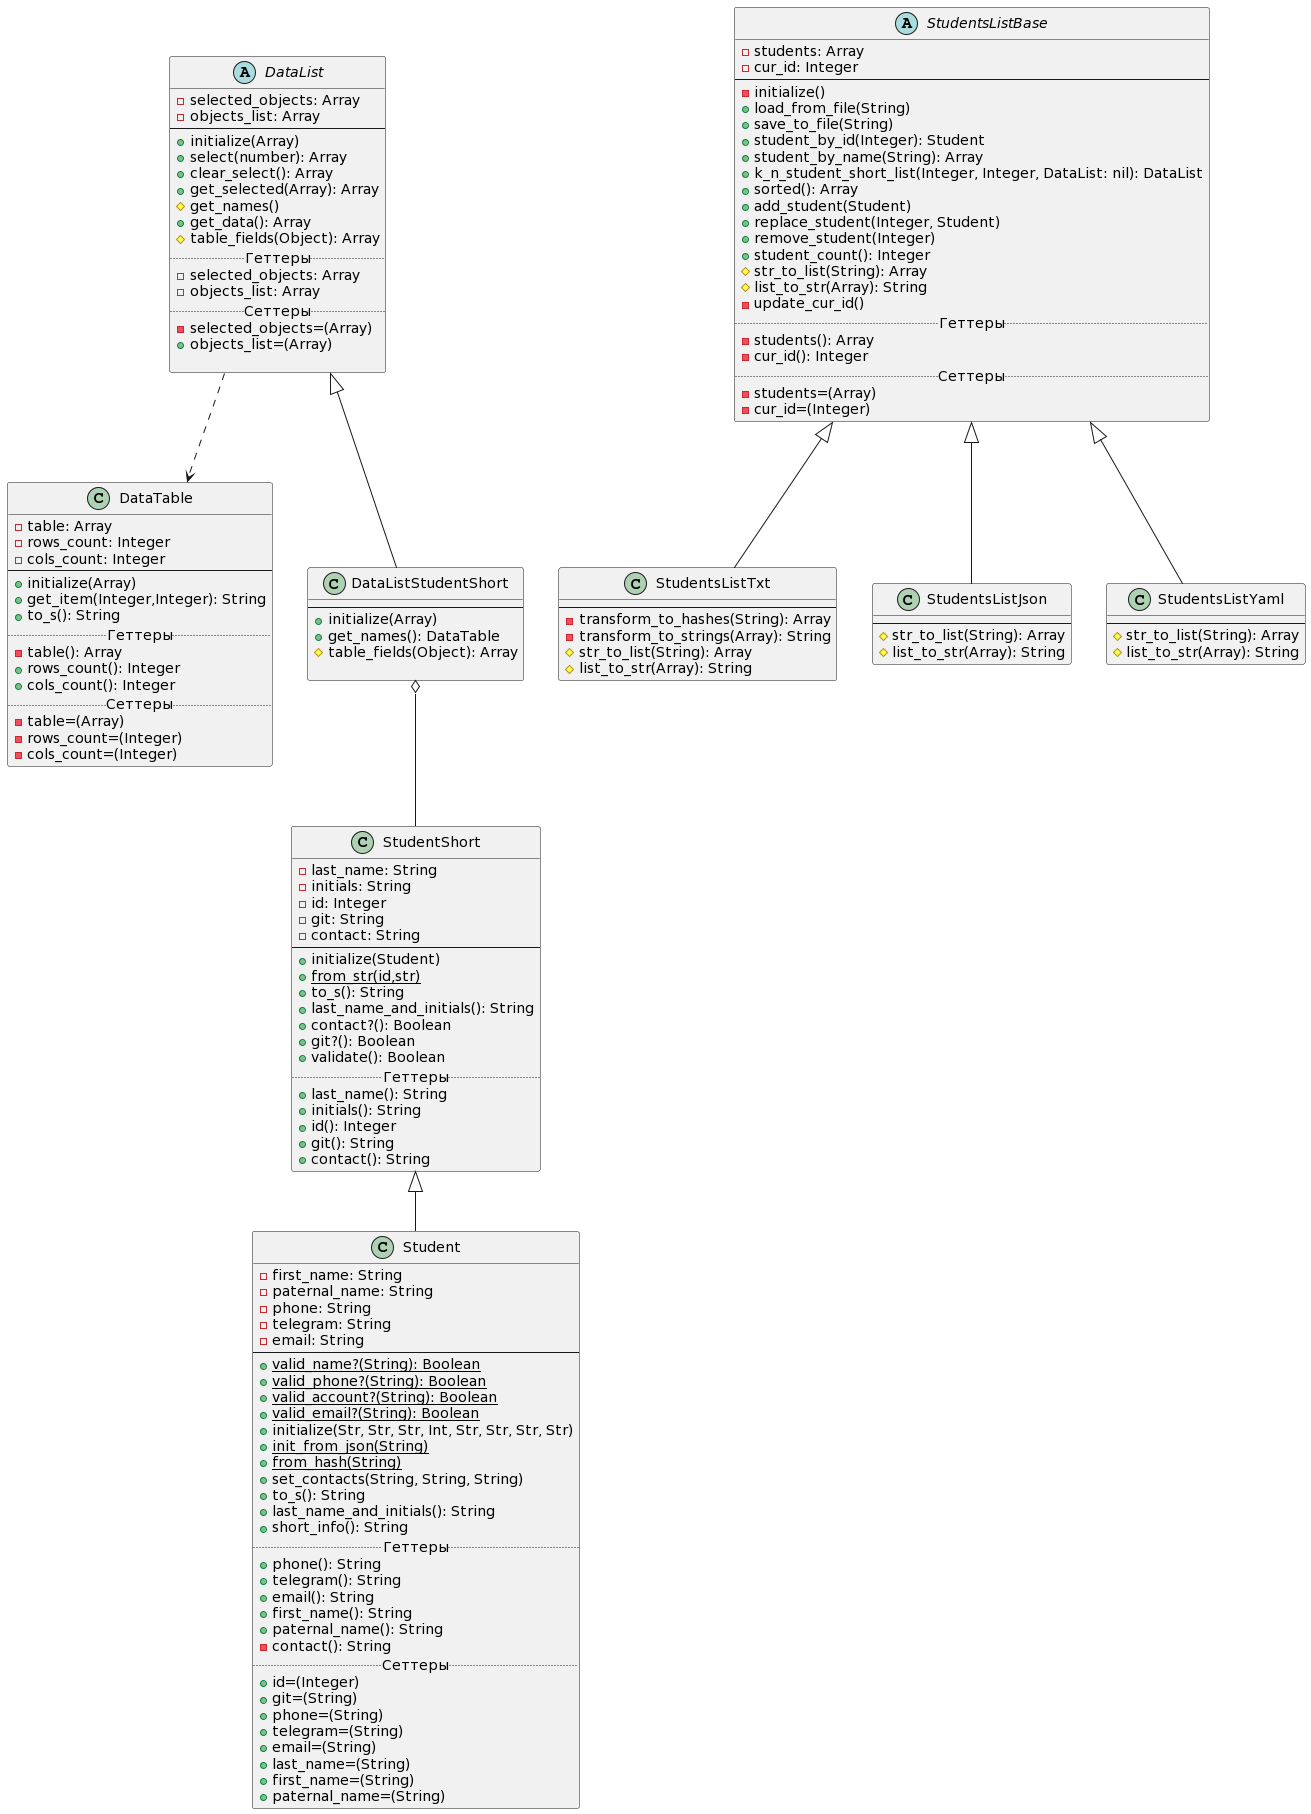 A DataList
selected_objects: Array
objects_list: Array
initialize(Array)
select(number): Array
clear_select(): Array
get_selected(Array): Array
get_names()
get_data(): Array
table_fields(Object): Array
Геттеры
selected_objects: Array
objects_list: Array
Сеттеры
selected_objects=(Array)
objects_list=(Array)
A StudentsListBase
students: Array
cur_id: Integer
initialize()
load_from_file(String)
save_to_file(String)
student_by_id(Integer): Student
student_by_name(String): Array
k_n_student_short_list(Integer, Integer, DataList: nil): DataList
sorted(): Array
add_student(Student)
replace_student(Integer, Student)
remove_student(Integer)
student_count(): Integer
str_to_list(String): Array
list_to_str(Array): String
update_cur_id()
Геттеры
students(): Array
cur_id(): Integer
Сеттеры
students=(Array)
cur_id=(Integer)
C DataTable
table: Array
rows_count: Integer
cols_count: Integer
initialize(Array)
get_item(Integer,Integer): String
to_s(): String
Геттеры
table(): Array
rows_count(): Integer
cols_count(): Integer
Сеттеры
table=(Array)
rows_count=(Integer)
cols_count=(Integer)
C DataListStudentShort
initialize(Array)
get_names(): DataTable
table_fields(Object): Array
C StudentsListTxt
transform_to_hashes(String): Array
transform_to_strings(Array): String
str_to_list(String): Array
list_to_str(Array): String
C StudentsListJson
str_to_list(String): Array
list_to_str(Array): String
C StudentsListYaml
str_to_list(String): Array
list_to_str(Array): String
C StudentShort
last_name: String
initials: String
id: Integer
git: String
contact: String
initialize(Student)
from_str(id,str)
to_s(): String
last_name_and_initials(): String
contact?(): Boolean
git?(): Boolean
validate(): Boolean
Геттеры
last_name(): String
initials(): String
id(): Integer
git(): String
contact(): String
C Student
first_name: String
paternal_name: String
phone: String
telegram: String
email: String
valid_name?(String): Boolean
valid_phone?(String): Boolean
valid_account?(String): Boolean
valid_email?(String): Boolean
initialize(Str, Str, Str, Int, Str, Str, Str, Str)
init_from_json(String)
from_hash(String)
set_contacts(String, String, String)
to_s(): String
last_name_and_initials(): String
short_info(): String
Геттеры
phone(): String
telegram(): String
email(): String
first_name(): String
paternal_name(): String
contact(): String
Сеттеры
id=(Integer)
git=(String)
phone=(String)
telegram=(String)
email=(String)
last_name=(String)
first_name=(String)
paternal_name=(String)